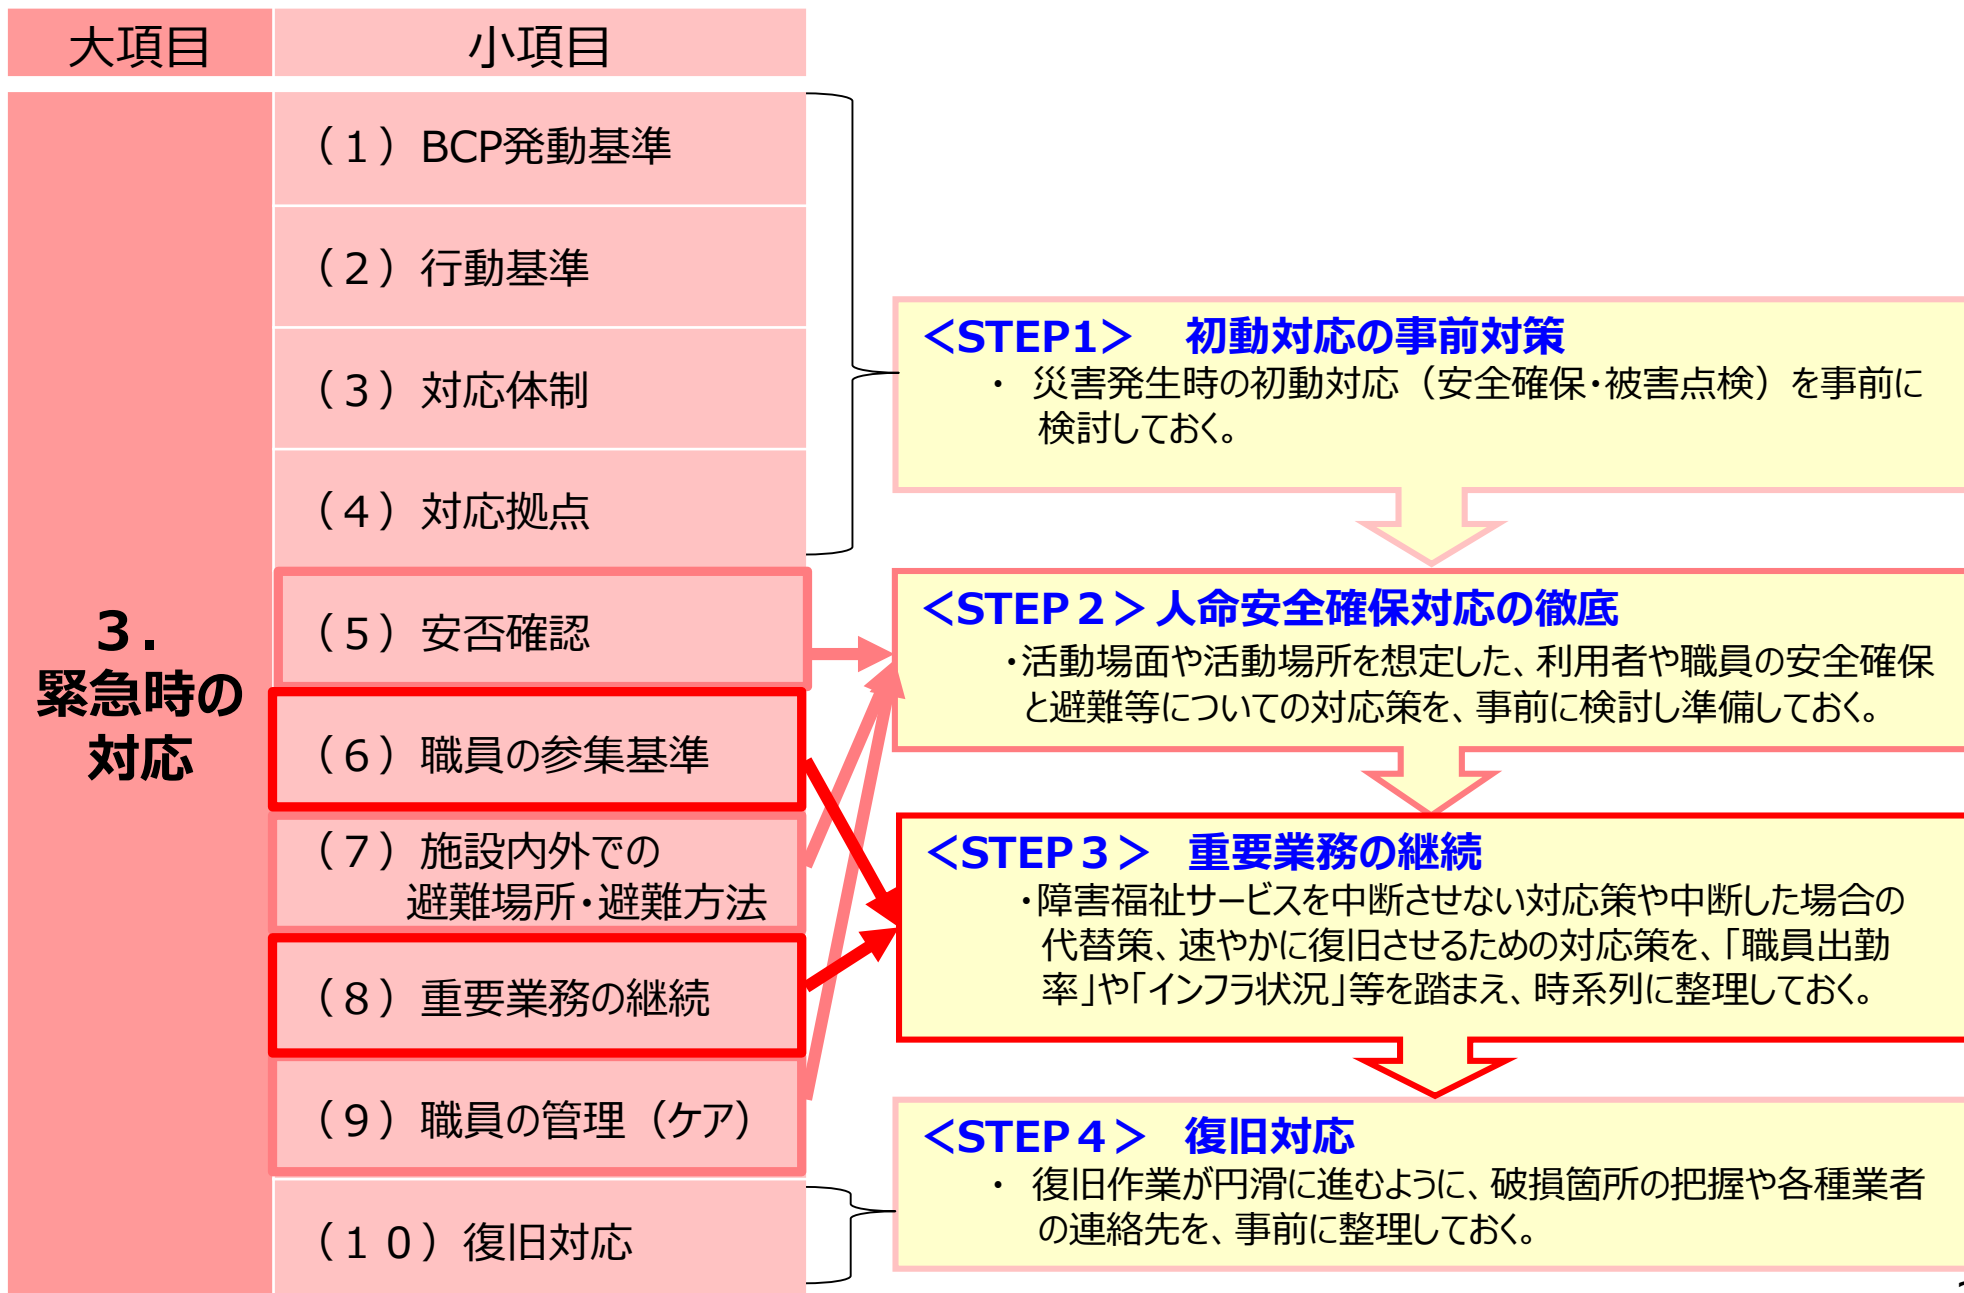 大項目
小項目
3．
緊急時の
対応
（１）BCP発動基準
（２）行動基準
（３）対応体制
（４）対応拠点
（５）安否確認
（６）職員の参集基準
（７）施設内外での
避難場所・避難方法
（８）重要業務の継続
（９）職員の管理（ケア）
（１０）復旧対応
＜STEP1＞　初動対応の事前対策
・　災害発生時の初動対応（安全確保・被害点検）を事前に
検討しておく。
＜STEP２＞人命安全確保対応の徹底
・活動場面や活動場所を想定した、利用者や職員の安全確保
と避難等についての対応策を、事前に検討し準備しておく。
＜STEP３＞　重要業務の継続
・障害福祉サービスを中断させない対応策や中断した場合の
代替策、速やかに復旧させるための対応策を、「職員出勤
率」や「インフラ状況」等を踏まえ、時系列に整理しておく。
＜STEP４＞　復旧対応
・　復旧作業が円滑に進むように、破損箇所の把握や各種業者
の連絡先を、事前に整理しておく。